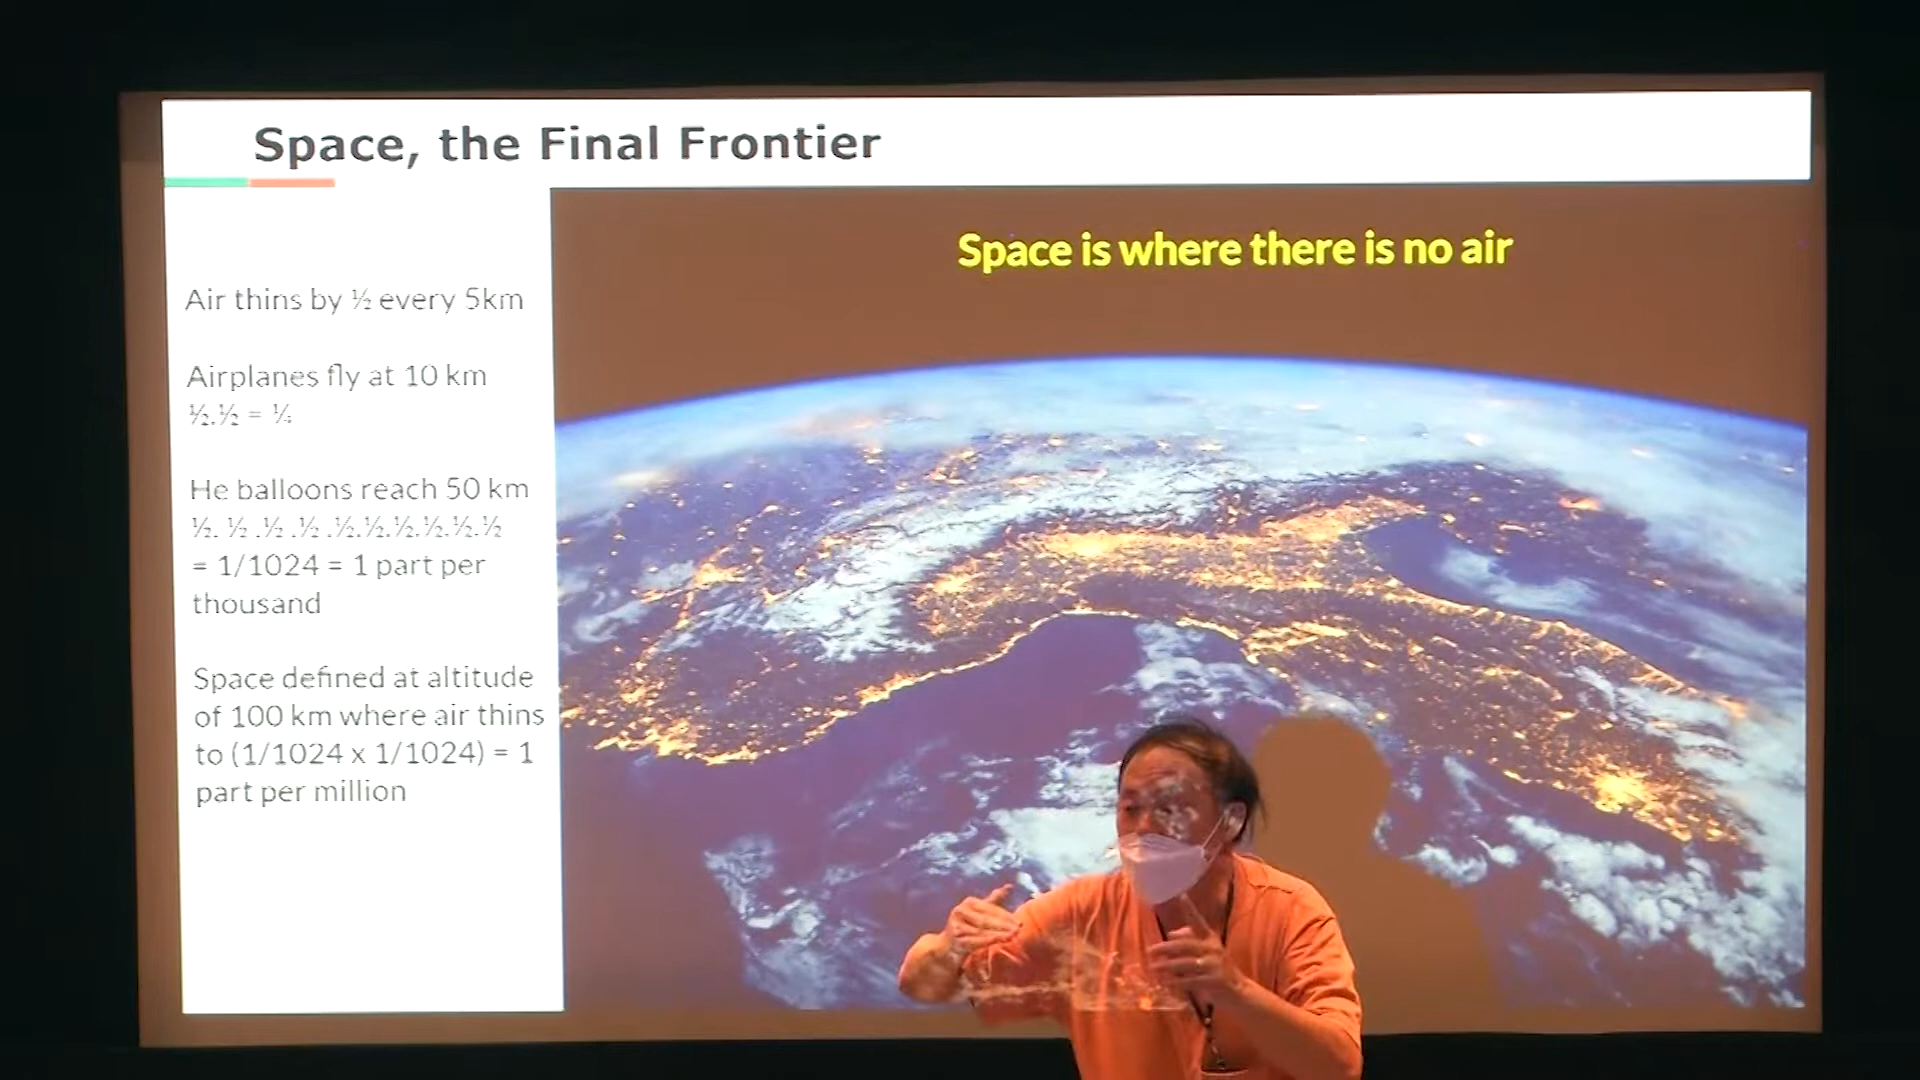 Space, the Final Frontier
Space is where there is no air
Air thins by ½ every 5km
Airplanes fly at 10 km
½.½ = ¼
He balloons reach 50 km
½. ½ .½ .½ .½.½.½.½.½.½
= 1/1024 = 1 part per
thousand
Space defined at altitude
of 100 km where air thins
to (1/1024 x 1/1024) = 1
part per million